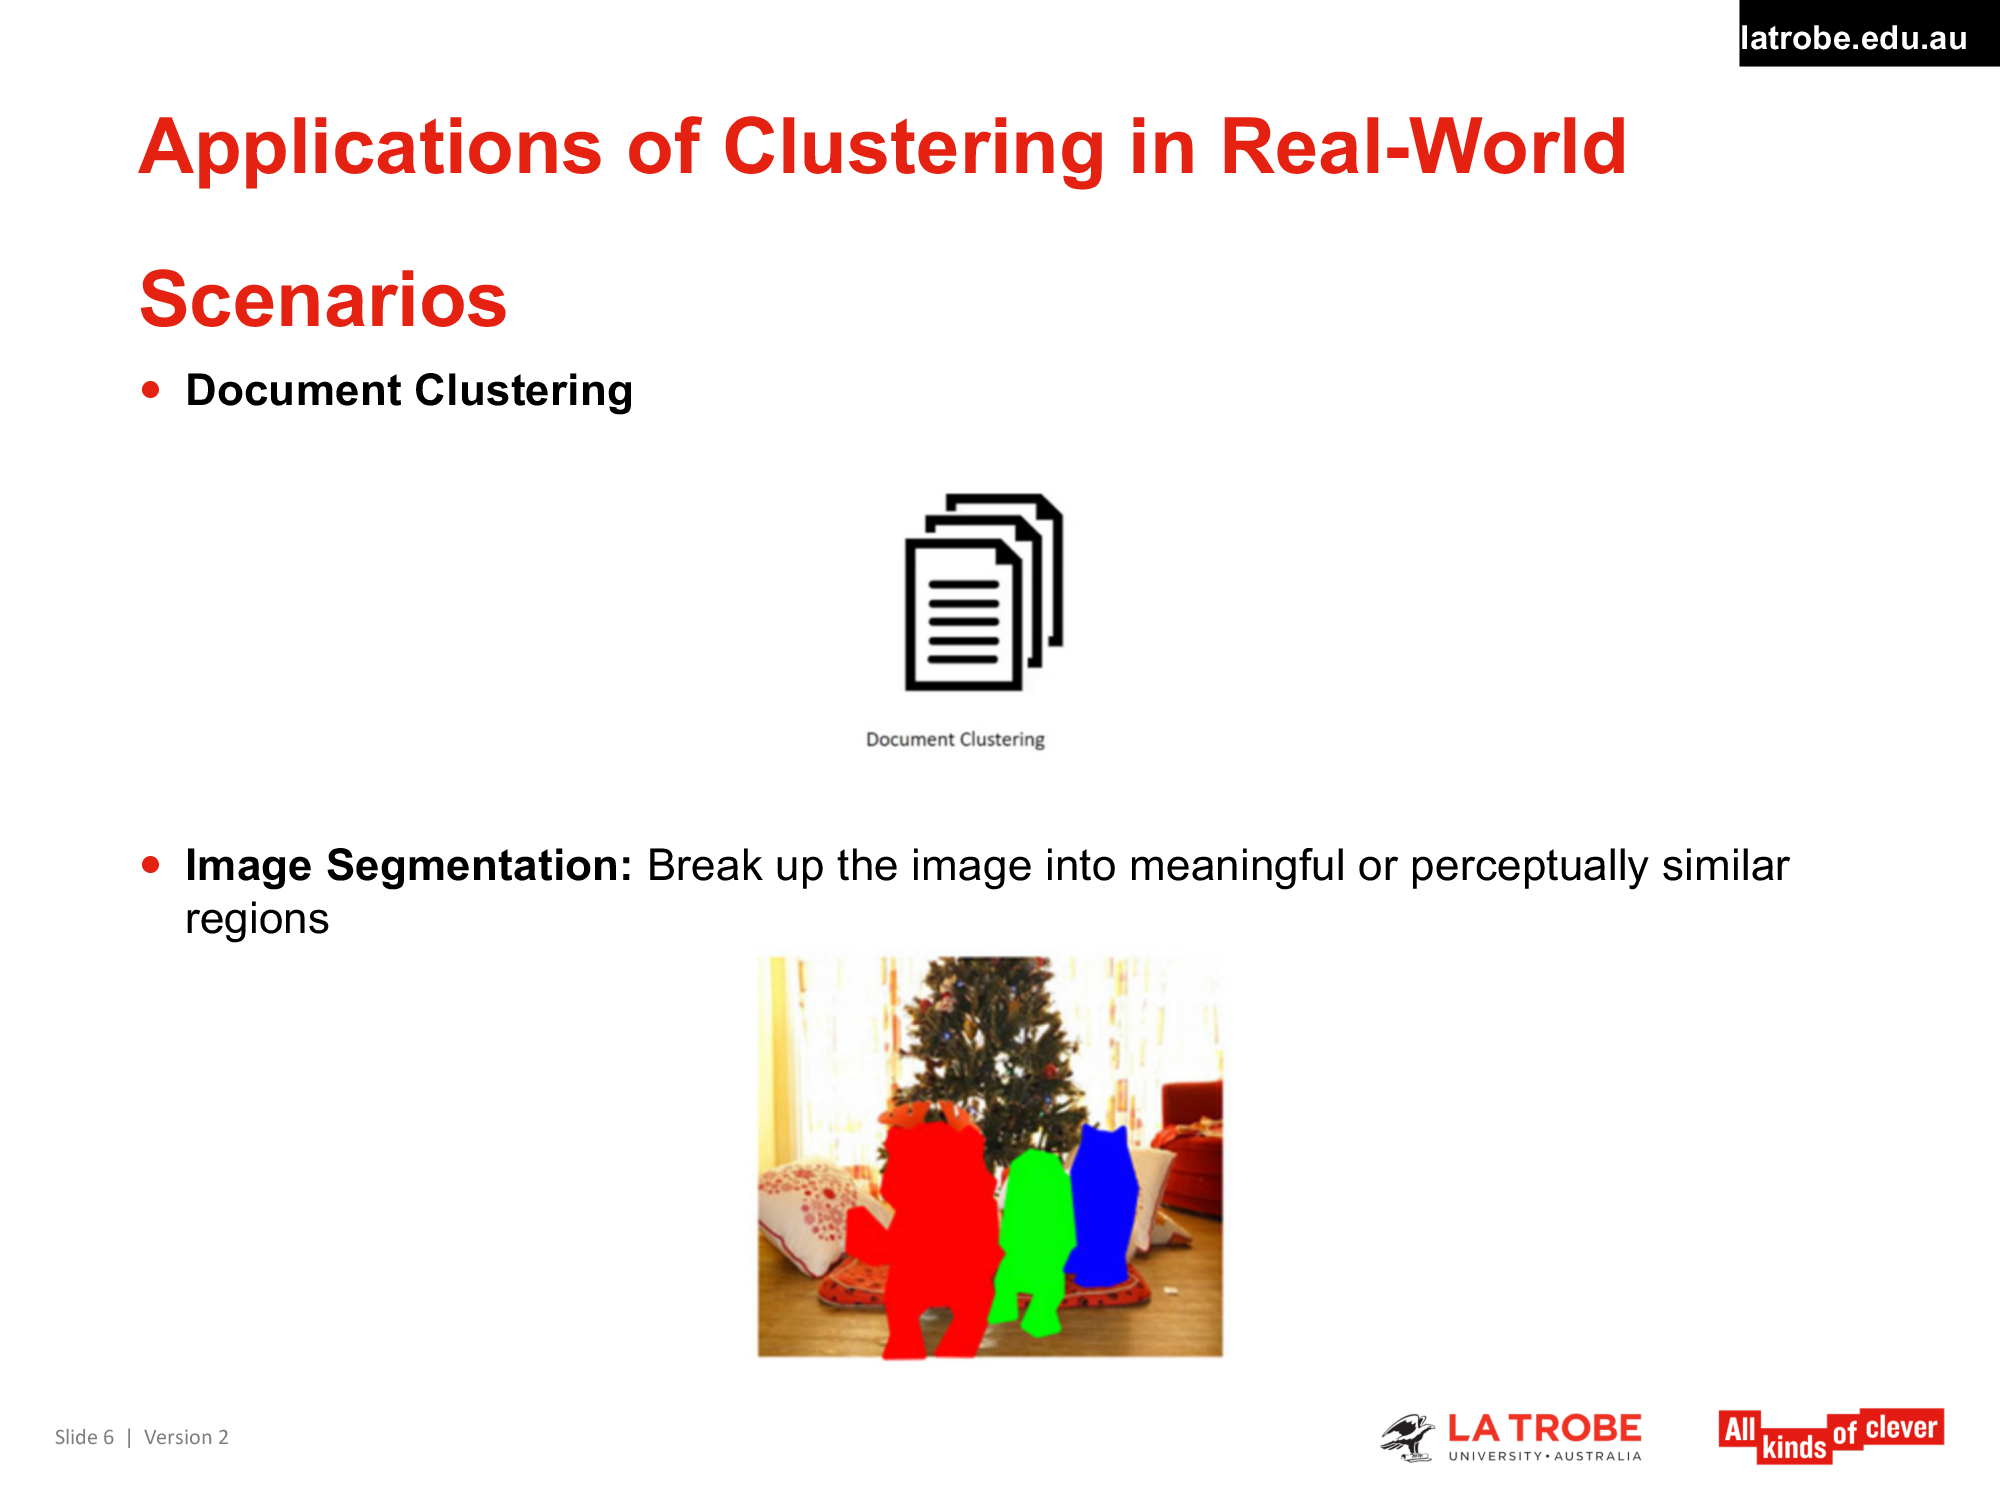 latrobe.edu.au
Applications of Clustering in Real-World
Scenarios
• Document Clustering
Document Clustering
• Image Segmentation: Break up the image into meaningful or perceptually similar
regions
Slide 6 | Version 2
LA TROBE
UNIVERSITY • AUSTRALIA
All kinds of clever